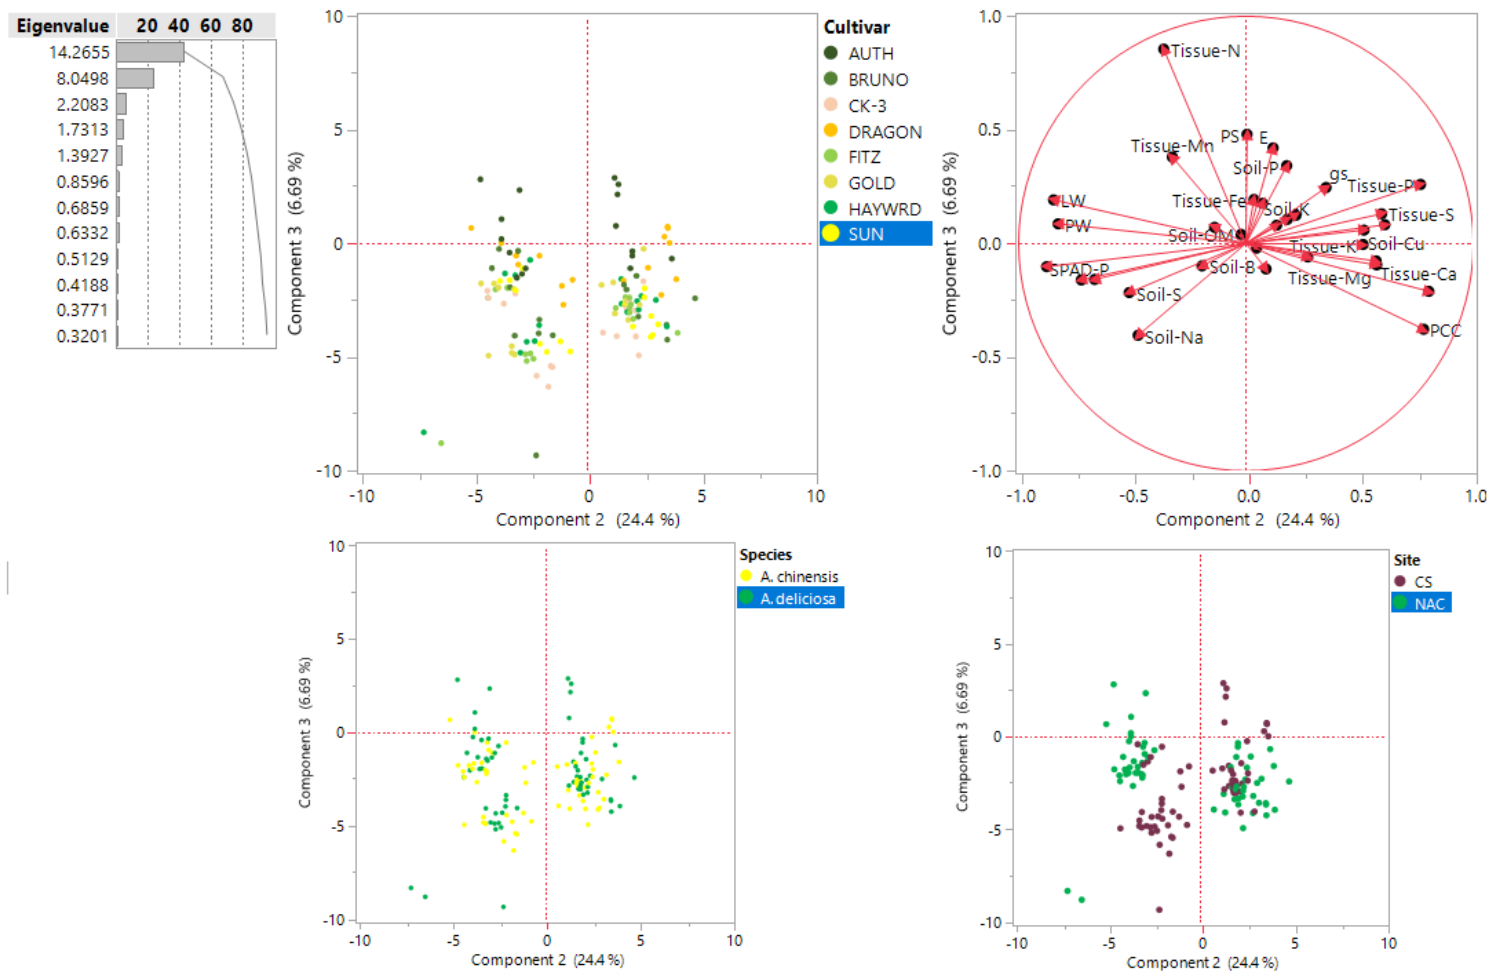 Eigenvalue 20 40 60 80
14.2655
8.0498
2.2083
1.7313
1.3927
0.8596
0.6859
0.6332
0.5129
0.4188
0.3771
0.3201
10
5
0
-5
-10
-10 -5 0 5 10
Component 3 (6.69 %)
Component 2 (24.4 %)
Cultivar
AUTH
BRUNO
CK-3
DRAGON
FITZ
GOLD
HAYWRD
SUN
1.0
0.5
0.0
-0.5
-1.0
-1.0 -0.5 0.0 0.5 1.0
Component 3 (6.69 %)
Component 2 (24.4 %)
Tissue-N
PS E
Tissue-Mn
Soil-P
gs
Tissue-P
LW
Tissue-Fe
Soil-K
Tissue-S
PW
Soil-OM
Tissue-K
Soil-Cu
SPAD-P
Soil-B
Tissue-Mg
Tissue-Ca
Soil-S
Soil-Na
PCC
10
5
0
-5
-10
-10 -5 0 5 10
Component 3 (6.69 %)
Component 2 (24.4 %)
Species
A. chinensis
A. deliciosa
10
5
0
-5
-10
-10 -5 0 5 10
Component 3 (6.69 %)
Component 2 (24.4 %)
Site
CS
NAC